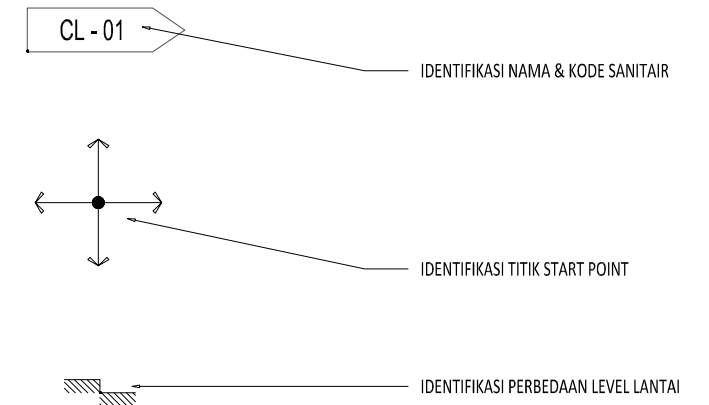 CL - 01
IDENTIFIKASI NAMA & KODE SANITAIR
IDENTIFIKASI TITIK START POINT
IDENTIFIKASI PERBEDAAN LEVEL LANTAI